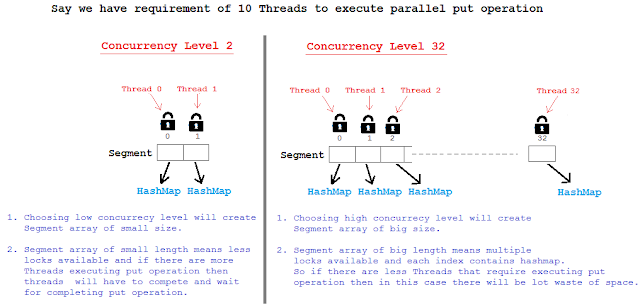 Say we have requirement of 10 Threads to execute parallel put operation
Concurrency Level 2
Thread 0 Thread 1
0 1
Segment
HashMap HashMap
1. Choosing low concurrecy level will create
Segment array of small size.
2. Segment array of small length means less
locks available and if there are more
Threads executing put operation then
threads will have to compete and wait
for completing put operation.
Concurrency Level 32
Thread 0 Thread 1 Thread 2 Thread 32
0 1 2 32
Segment
HashMap HashMap HashMap HashMap
1. Choosing high concurrecy level will create
Segment array of big size.
2. Segment array of big length means multiple
locks available and each index contains hashmap.
So if there are less Threads that require executing put
operation then in this case there will be lot waste of space.